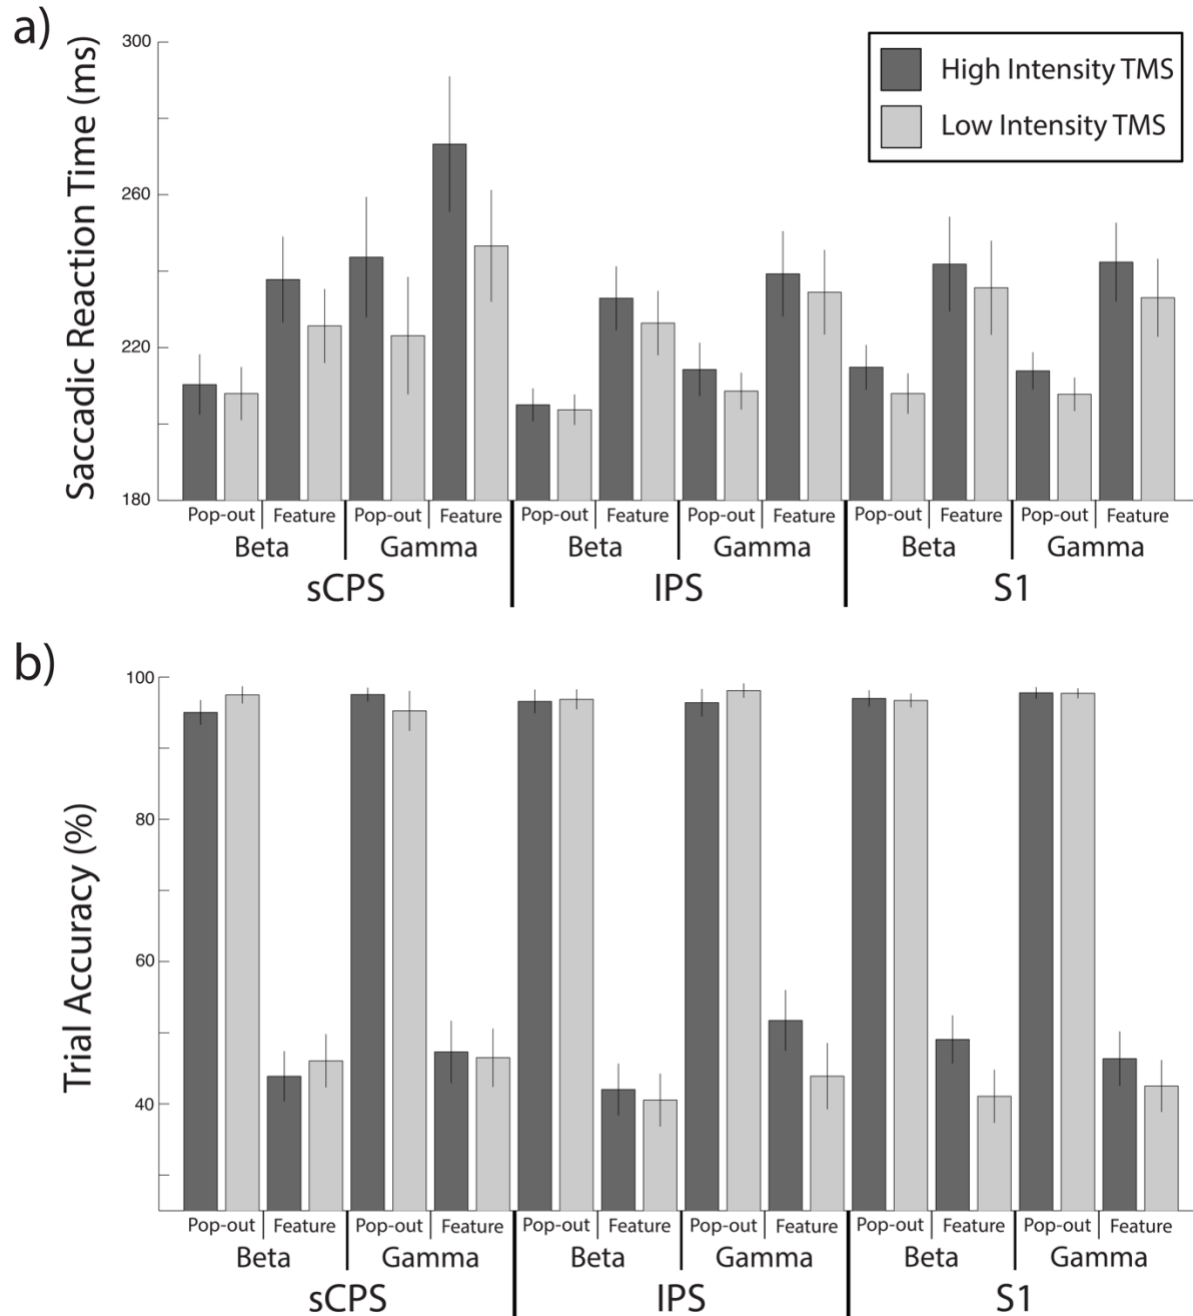 a)
Saccadic Reaction Time (ms)
300
260
220
180
High Intensity TMS
Low Intensity TMS
Pop-out Feature Pop-out Feature Pop-out Feature Pop-out Feature Pop-out Feature Pop-out Feature
Beta Gamma Beta Gamma Beta Gamma
sCPS IPS S1
b)
Trial Accuracy (%)
100
80
60
40
Pop-out Feature Pop-out Feature Pop-out Feature Pop-out Feature Pop-out Feature Pop-out Feature
Beta Gamma Beta Gamma Beta Gamma
sCPS IPS S1